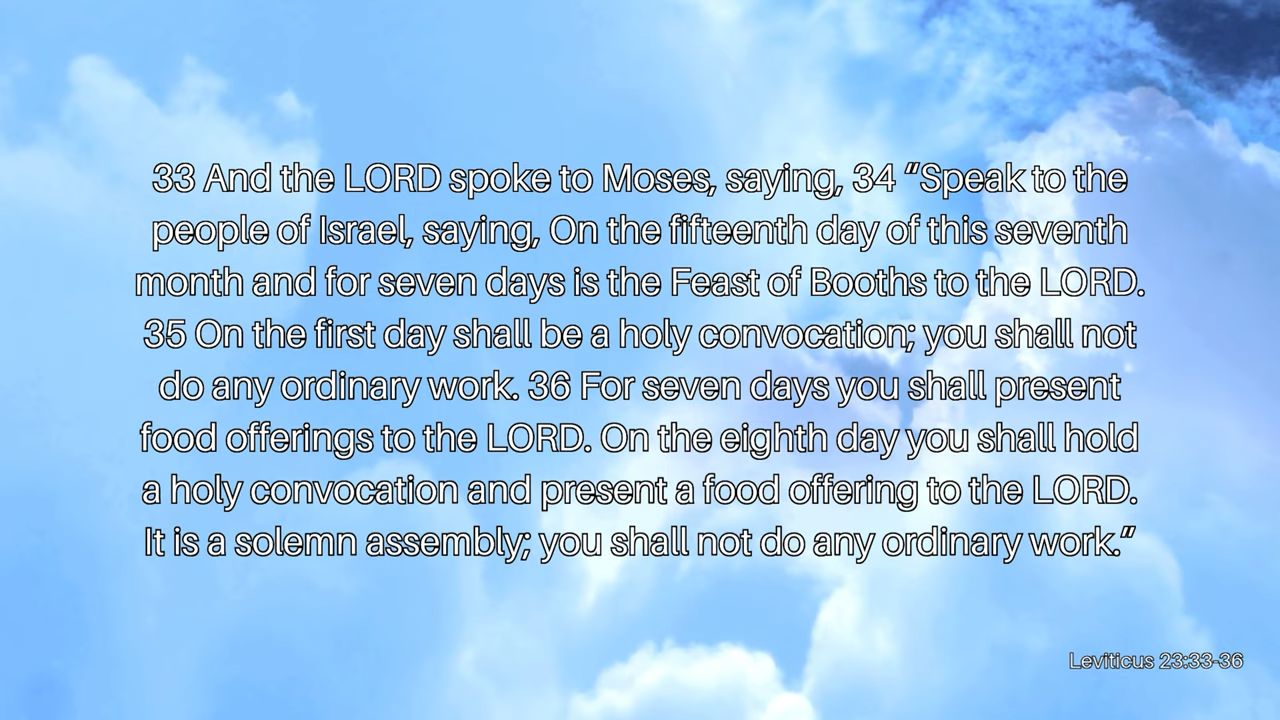 33 And the LORD spoke to Moses, saying, 34 “Speak to the
people of Israel, saying, On the fifteenth day of this seventh
month and for seven days is the Feast of Booths to the LORD.
35 On the first day shall be a holy convocation; you shall not
do any ordinary work. 36 For seven days you shall present
food offerings to the LORD. On the eighth day you shall hold
a holy convocation and present a food offering to the LORD.
It is a solemn assembly; you shall not do any ordinary work.”
Leviticus 23:33-36